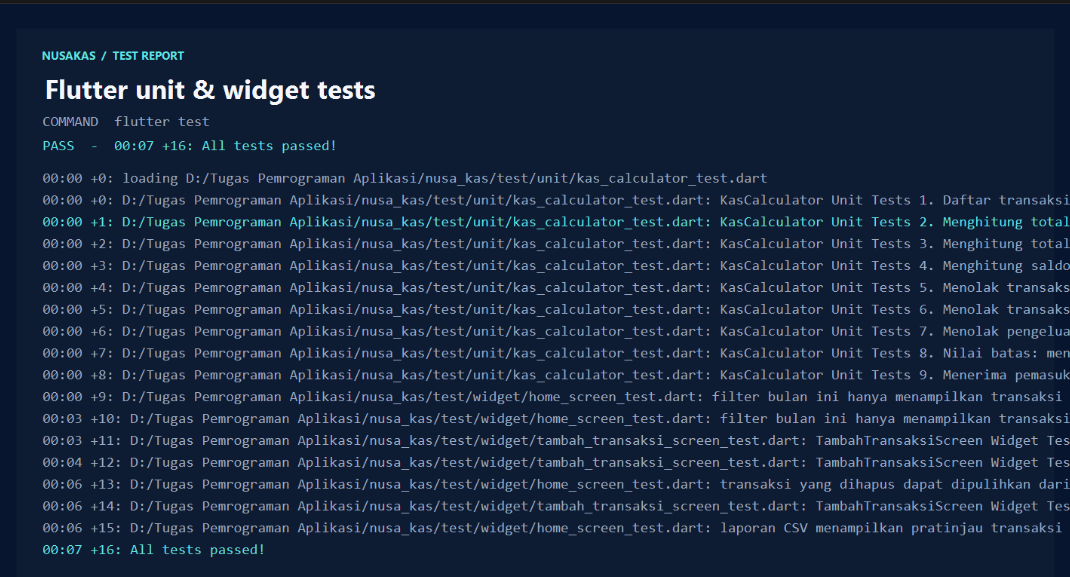 NUSAKAS / TEST REPORT
Flutter unit & widget tests
COMMAND flutter test
PASS - 00:07 +16: All tests passed!
00:00 +0: loading D:/Tugas Pemrograman Aplikasi/nusa_kas/test/unit/kas_calculator_test.dart
00:00 +0: D:/Tugas Pemrograman Aplikasi/nusa_kas/test/unit/kas_calculator_test.dart: KasCalculator Unit Tests 1. Daftar transaksi
00:00 +1: D:/Tugas Pemrograman Aplikasi/nusa_kas/test/unit/kas_calculator_test.dart: KasCalculator Unit Tests 2. Menghitung total
00:00 +2: D:/Tugas Pemrograman Aplikasi/nusa_kas/test/unit/kas_calculator_test.dart: KasCalculator Unit Tests 3. Menghitung total
00:00 +3: D:/Tugas Pemrograman Aplikasi/nusa_kas/test/unit/kas_calculator_test.dart: KasCalculator Unit Tests 4. Menghitung saldo
00:00 +4: D:/Tugas Pemrograman Aplikasi/nusa_kas/test/unit/kas_calculator_test.dart: KasCalculator Unit Tests 5. Menolak transaks
00:00 +5: D:/Tugas Pemrograman Aplikasi/nusa_kas/test/unit/kas_calculator_test.dart: KasCalculator Unit Tests 6. Menolak transaks
00:00 +6: D:/Tugas Pemrograman Aplikasi/nusa_kas/test/unit/kas_calculator_test.dart: KasCalculator Unit Tests 7. Menolak pengelua
00:00 +7: D:/Tugas Pemrograman Aplikasi/nusa_kas/test/unit/kas_calculator_test.dart: KasCalculator Unit Tests 8. Nilai batas: men
00:00 +8: D:/Tugas Pemrograman Aplikasi/nusa_kas/test/unit/kas_calculator_test.dart: KasCalculator Unit Tests 9. Menerima pemasuk
00:00 +9: D:/Tugas Pemrograman Aplikasi/nusa_kas/test/widget/home_screen_test.dart: filter bulan ini hanya menampilkan transaksi
00:03 +10: D:/Tugas Pemrograman Aplikasi/nusa_kas/test/widget/home_screen_test.dart: filter bulan ini hanya menampilkan transaksi
00:03 +11: D:/Tugas Pemrograman Aplikasi/nusa_kas/test/widget/tambah_transaksi_screen_test.dart: TambahTransaksiScreen Widget Tes
00:04 +12: D:/Tugas Pemrograman Aplikasi/nusa_kas/test/widget/tambah_transaksi_screen_test.dart: TambahTransaksiScreen Widget Tes
00:06 +13: D:/Tugas Pemrograman Aplikasi/nusa_kas/test/widget/home_screen_test.dart: transaksi yang dihapus dapat dipulihkan dari
00:06 +14: D:/Tugas Pemrograman Aplikasi/nusa_kas/test/widget/tambah_transaksi_screen_test.dart: TambahTransaksiScreen Widget Tes
00:06 +15: D:/Tugas Pemrograman Aplikasi/nusa_kas/test/widget/home_screen_test.dart: laporan CSV menampilkan pratinjau transaksi
00:07 +16: All tests passed!